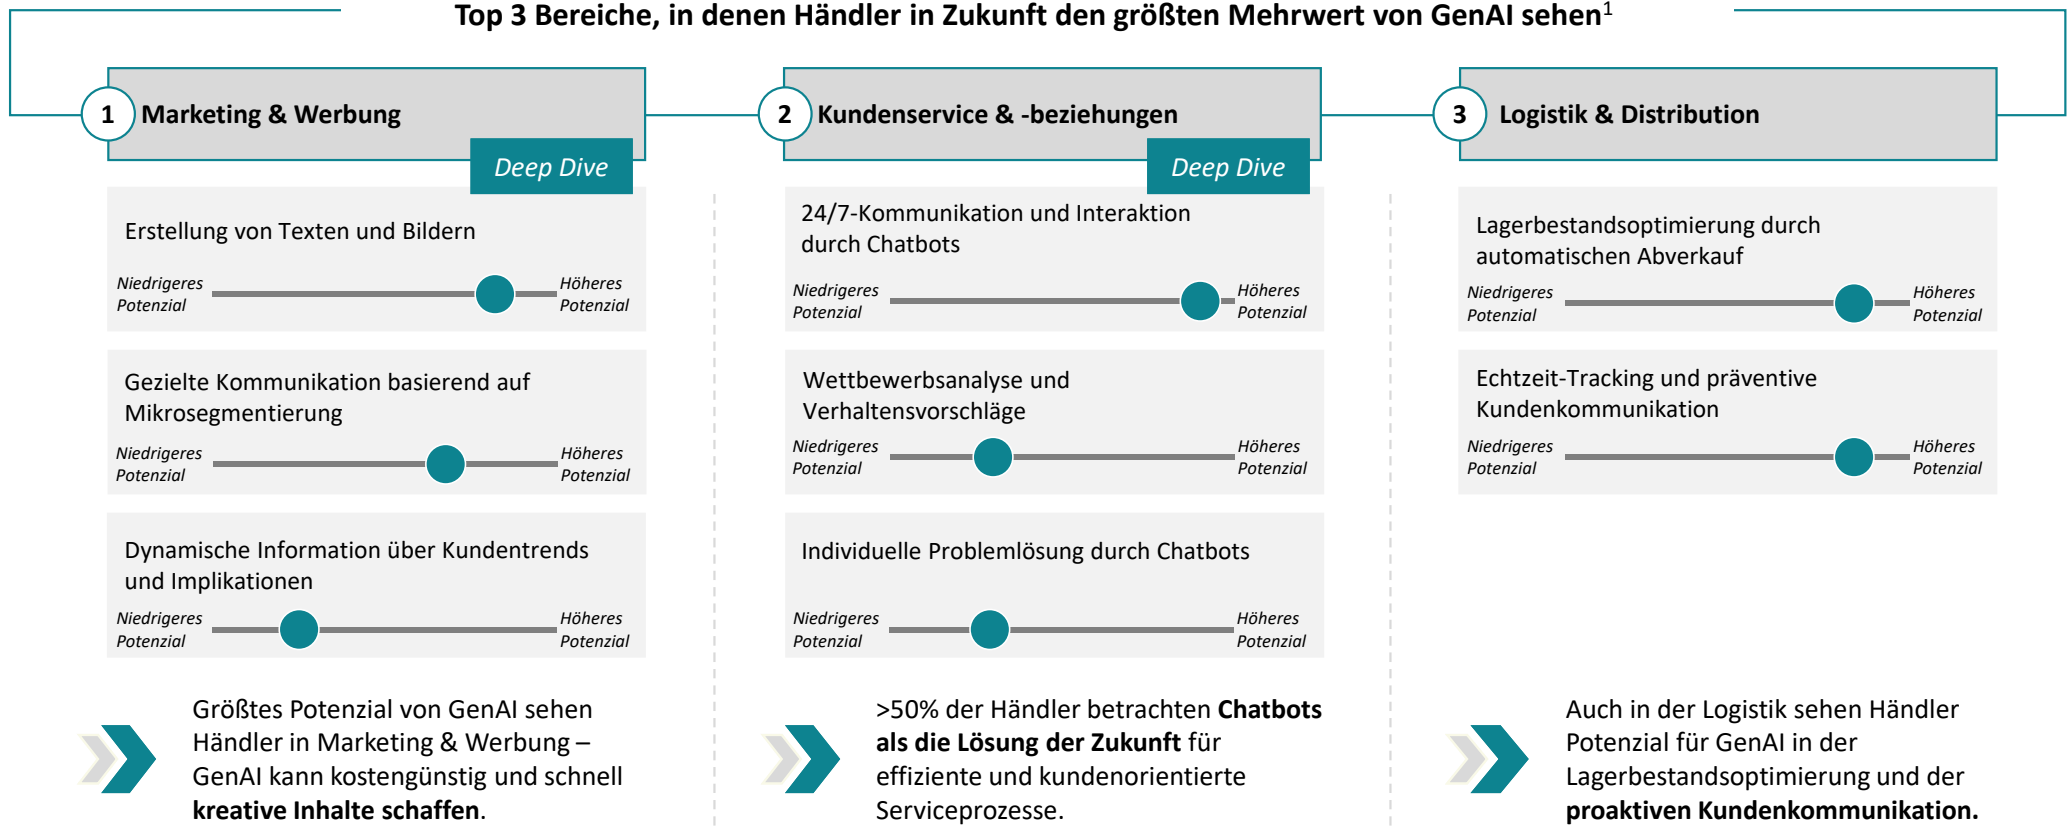 Top 3 Bereiche, in denen Händler in Zukunft den größten Mehrwert von GenAI sehen1
1
Marketing & Werbung
Deep Dive
Erstellung von Texten und Bildern
Niedrigeres
Potenzial
Höheres
Potenzial
Gezielte Kommunikation basierend auf
Mikrosegmentierung
Niedrigeres
Potenzial
Höheres
Potenzial
Dynamische Information über Kundentrends
und Implikationen
Niedrigeres
Potenzial
Höheres
Potenzial
Größtes Potenzial von GenAI sehen
Händler in Marketing & Werbung –
GenAI kann kostengünstig und schnell
kreative Inhalte schaffen.
2
Kundenservice & -beziehungen
Deep Dive
24/7-Kommunikation und Interaktion
durch Chatbots
Niedrigeres
Potenzial
Höheres
Potenzial
Wettbewerbsanalyse und
Verhaltensvorschläge
Niedrigeres
Potenzial
Höheres
Potenzial
Individuelle Problemlösung durch Chatbots
Niedrigeres
Potenzial
Höheres
Potenzial
>50% der Händler betrachten Chatbots
als die Lösung der Zukunft für
effiziente und kundenorientierte
Serviceprozesse.
3
Logistik & Distribution
Lagerbestandsoptimierung durch
automatischen Abverkauf
Niedrigeres
Potenzial
Höheres
Potenzial
Echtzeit-Tracking und präventive
Kundenkommunikation
Niedrigeres
Potenzial
Höheres
Potenzial
Auch in der Logistik sehen Händler
Potenzial für GenAI in der
Lagerbestandsoptimierung und der
proaktiven Kundenkommunikation.